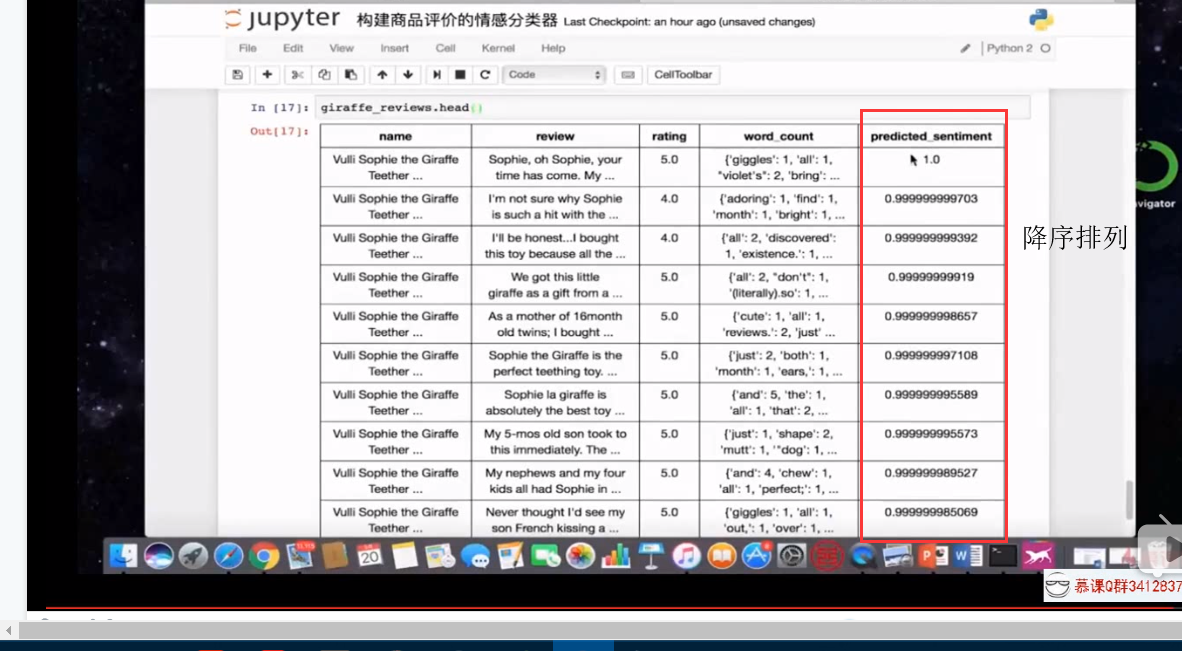 jupyter 构建商品评价的情感分类器 Last Checkpoint: an hour ago (unsaved changes)
File Edit View Insert Cell Kernel Help Python 2
Code CellToolbar
In [17]: giraffe_reviews.head()
Out[17]:
name review rating word_count predicted_sentiment
Vulli Sophie the Giraffe Sophie, oh Sophie, your 5.0 {'giggles': 1, 'all': 1, 1.0
Teether ... time has come. My ... "violet's": 2, 'bring': ...
Vulli Sophie the Giraffe I'm not sure why Sophie 4.0 {'adoring': 1, 'find': 1, 0.999999999703
Teether ... is such a hit with the ... 'month': 1, 'bright': 1, ...
Vulli Sophie the Giraffe I'll be honest...I bought 4.0 {'all': 2, 'discovered': 0.999999999392
Teether ... this toy because all the ... 1, 'existence.': 1, ...
降序排列
Vulli Sophie the Giraffe We got this little 5.0 {'all': 2, "don't": 1, 0.99999999919
Teether ... giraffe as a gift from a ... '(literally).so': 1, ...
Vulli Sophie the Giraffe As a mother of 16month 5.0 {'cute': 1, 'all': 1, 0.999999998657
Teether ... old twins; I bought ... 'reviews.': 2, 'just' ...
Vulli Sophie the Giraffe Sophie the Giraffe is the 5.0 {'just': 2, 'both': 1, 0.999999997108
Teether ... perfect teething toy. ... 'month': 1, 'ears,': 1, ...
Vulli Sophie the Giraffe Sophie la giraffe is 5.0 {'and': 5, 'the': 1, 0.999999995589
Teether ... absolutely the best toy ... 'all': 1, 'that': 2, ...
Vulli Sophie the Giraffe My 5-mos old son took to 5.0 {'just': 1, 'shape': 2, 0.999999995573
Teether ... this immediately. The ... 'mutt': 1, '"dog': 1, ...
Vulli Sophie the Giraffe My nephews and my four 5.0 {'and': 4, 'chew': 1, 0.999999989527
Teether ... kids all had Sophie in ... 'all': 1, 'perfect;': 1, ...
Vulli Sophie the Giraffe Never thought I'd see my 5.0 {'giggles': 1, 'all': 1, 0.999999985069
Teether ... son French kissing a ... 'out,': 1, 'over': 1, ...
vigator
20
慕课Q群3412837